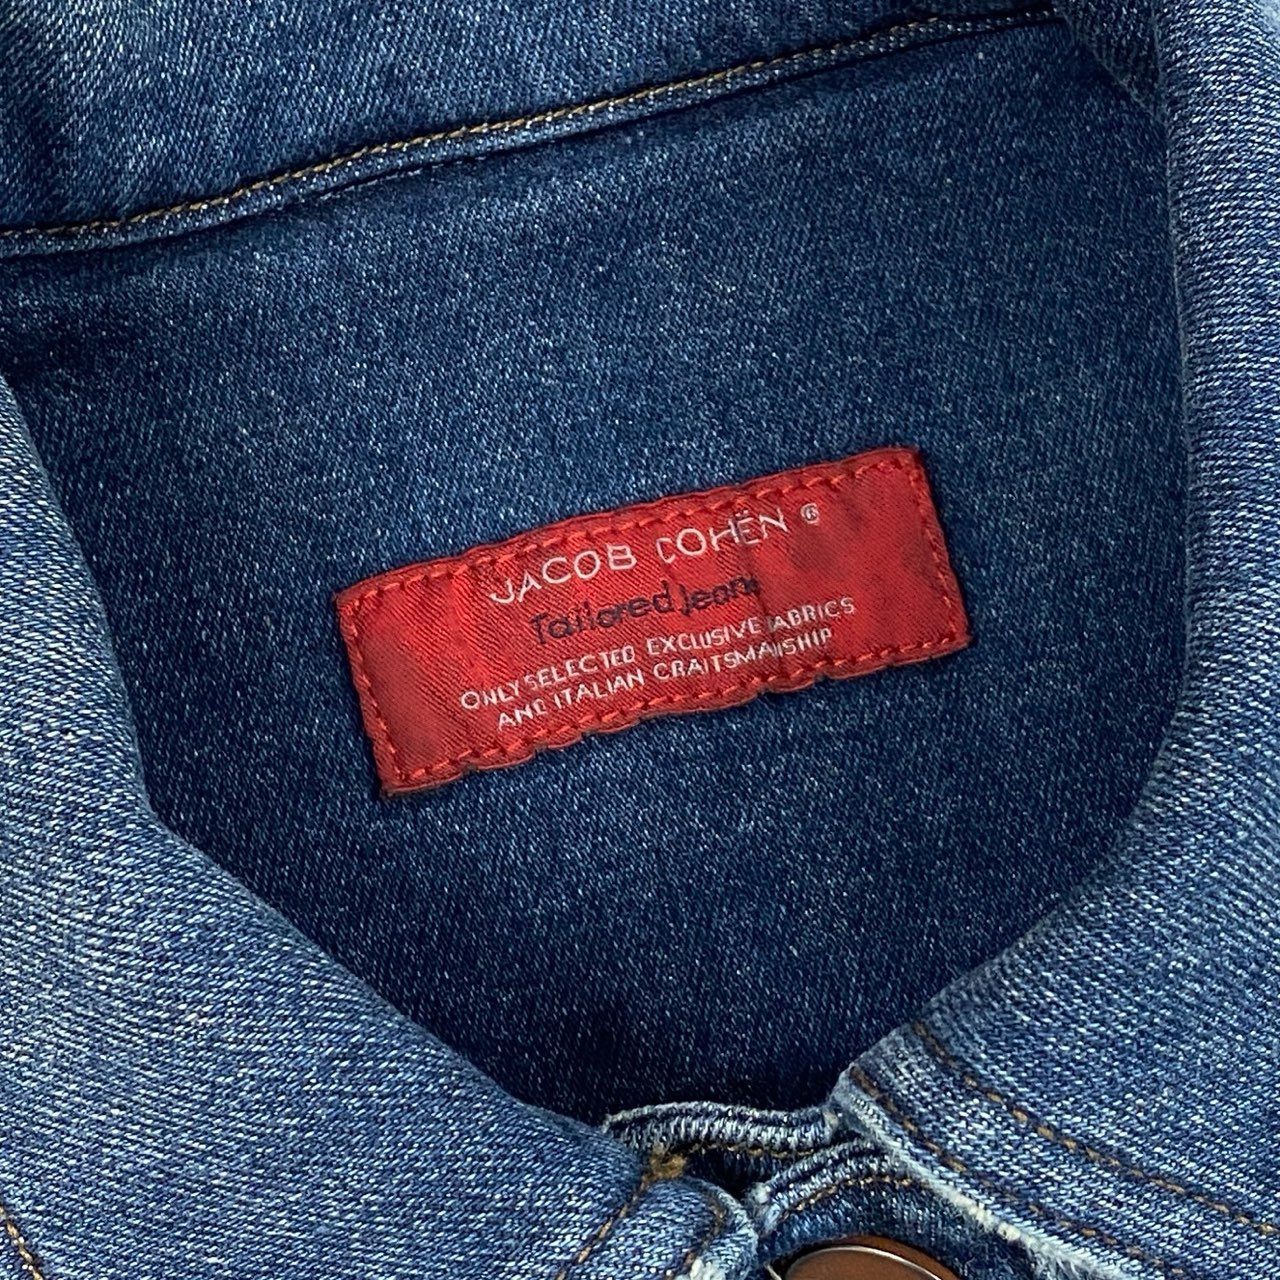 JACOB COHËN ®
Tailored Jeans
ONLY SELECTED EXCLUSIVE FABRICS
AND ITALIAN CRAFTSMANSHIP